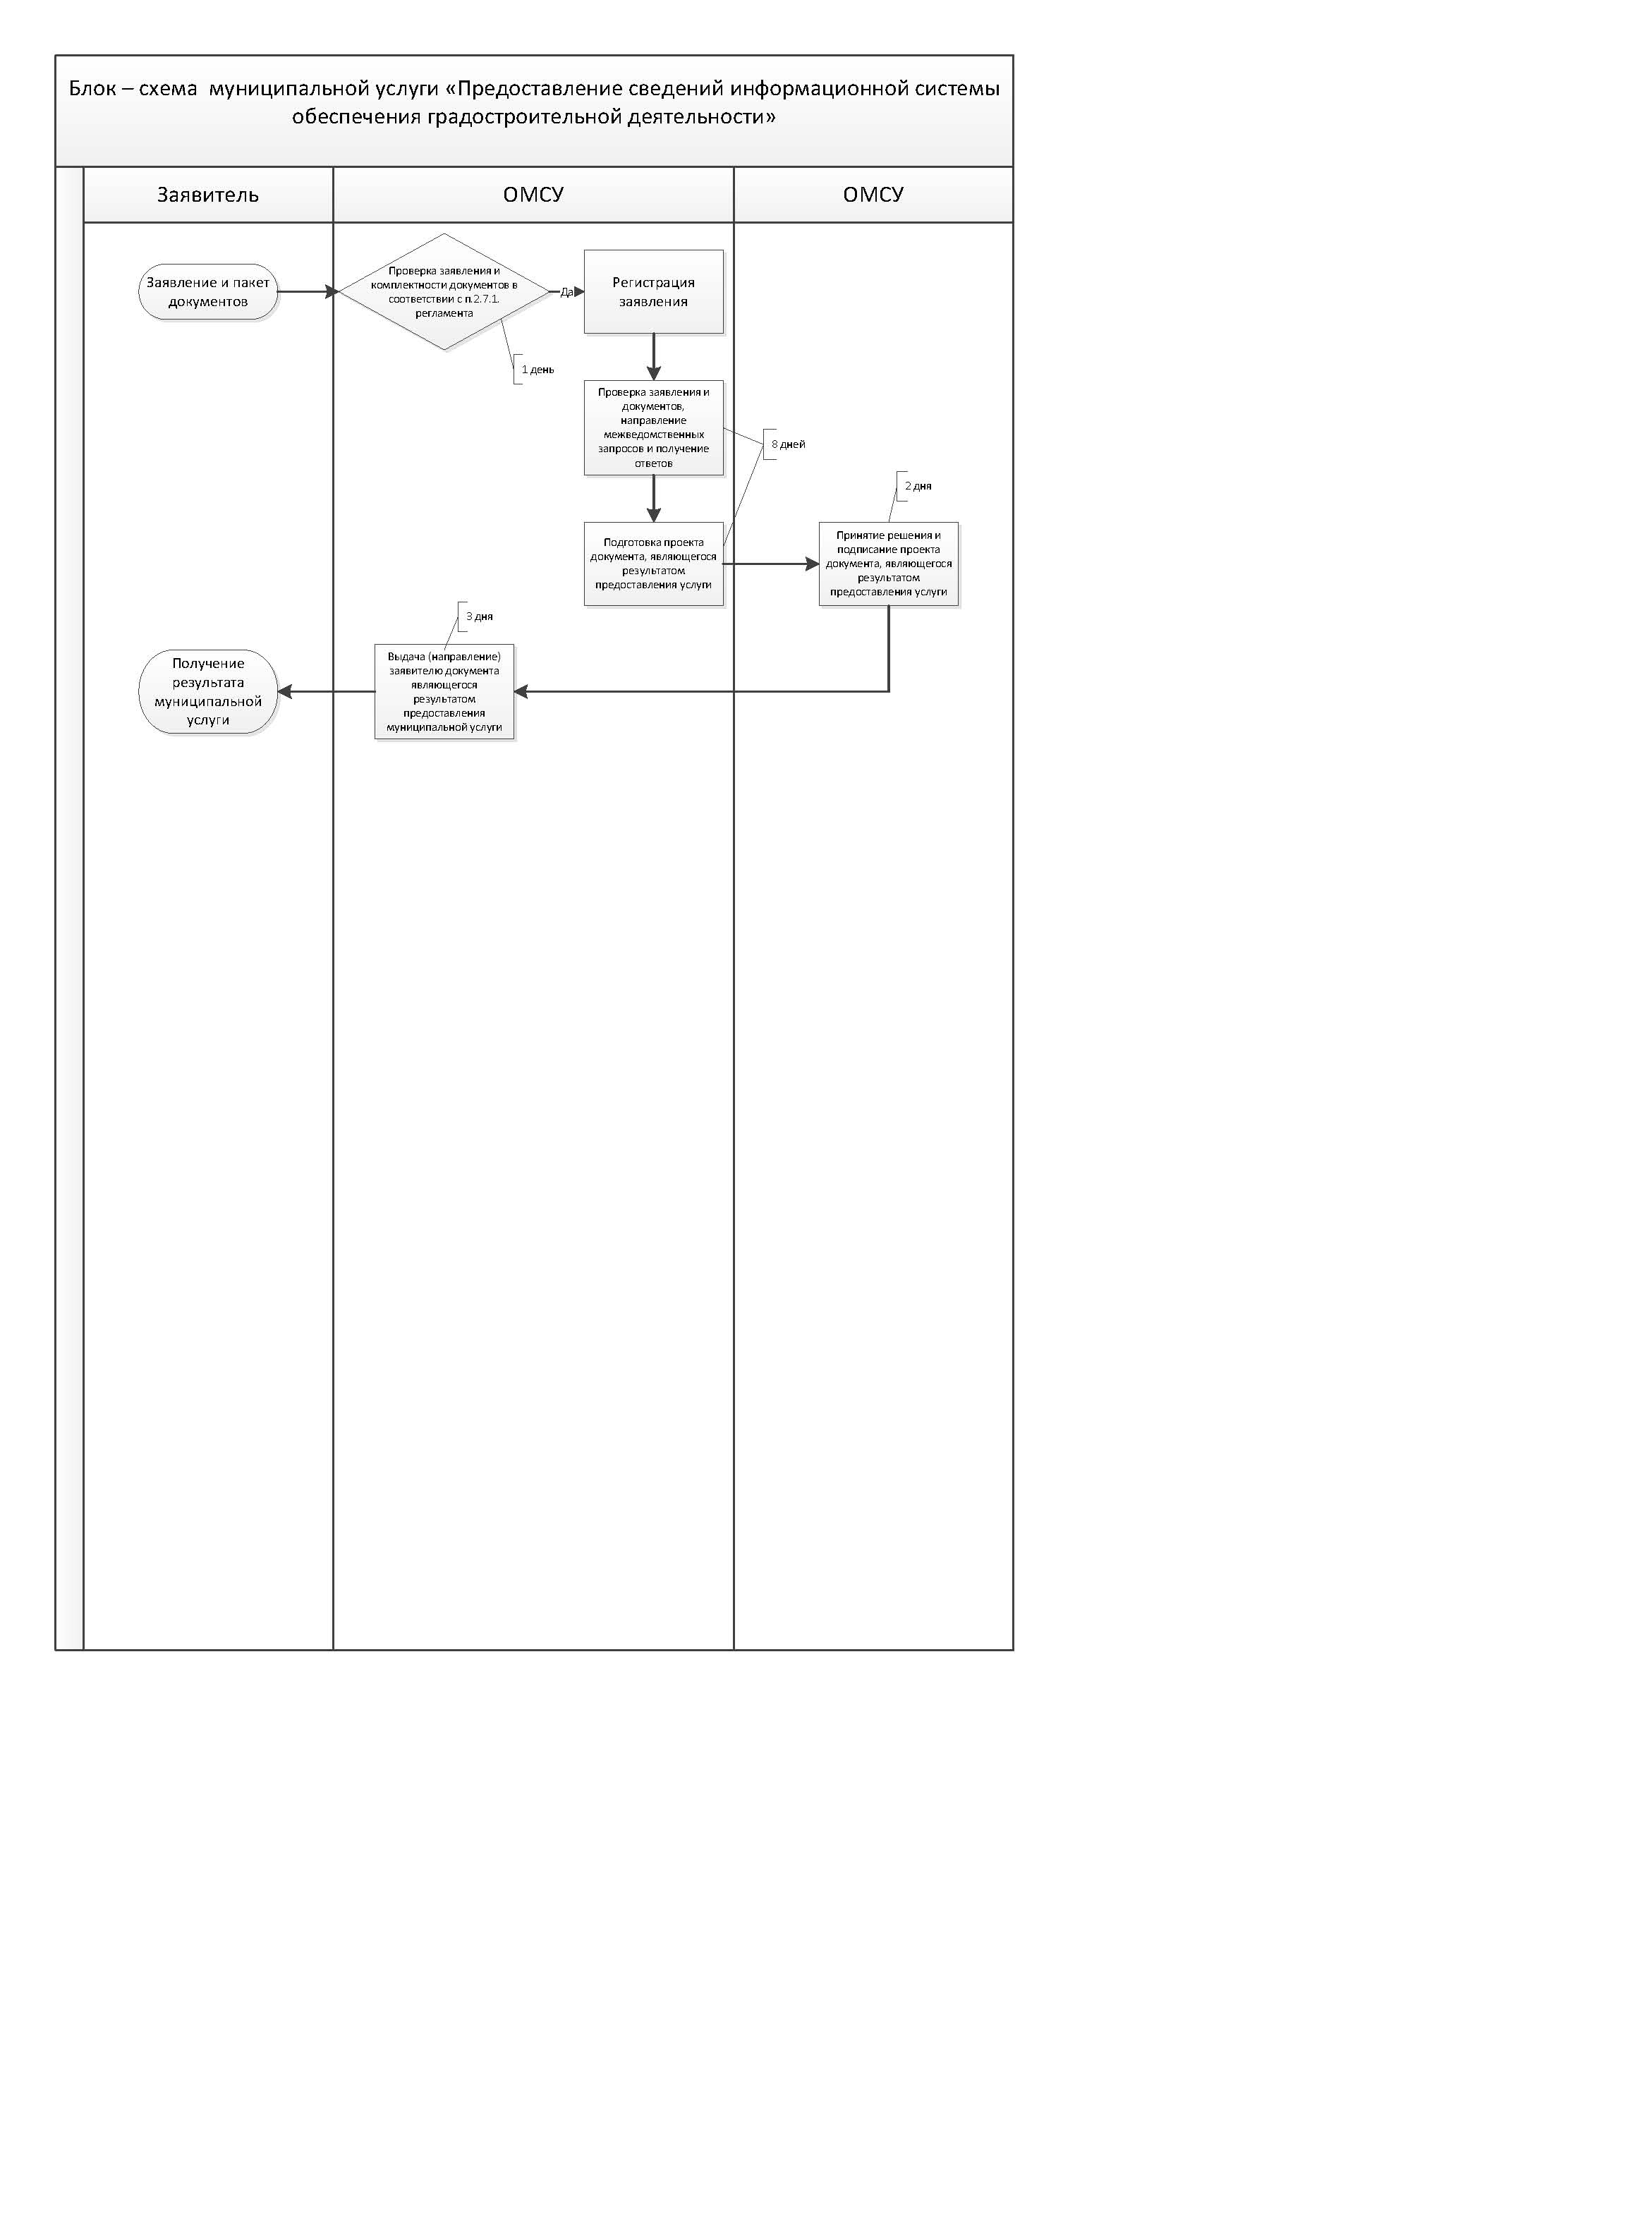 Блок – схема муниципальной услуги «Предоставление сведений информационной системы
обеспечения градостроительной деятельности»
Заявитель
ОМСУ
ОМСУ
Заявление и пакет
документов
Проверка заявления и
комплектности документов в
соответствии с п.2.7.1.
регламента
Да
Регистрация
заявления
1 день
Проверка заявления и
документов,
направление
межведомственных
запросов и получение
ответов
8 дней
2 дня
Подготовка проекта
документа, являющегося
результатом
предоставления услуги
Принятие решения и
подписание проекта
документа, являющегося
результатом
предоставления услуги
3 дня
Получение
результата
муниципальной
услуги
Выдача (направление)
заявителю документа
являющегося
результатом
предоставления
муниципальной услуги